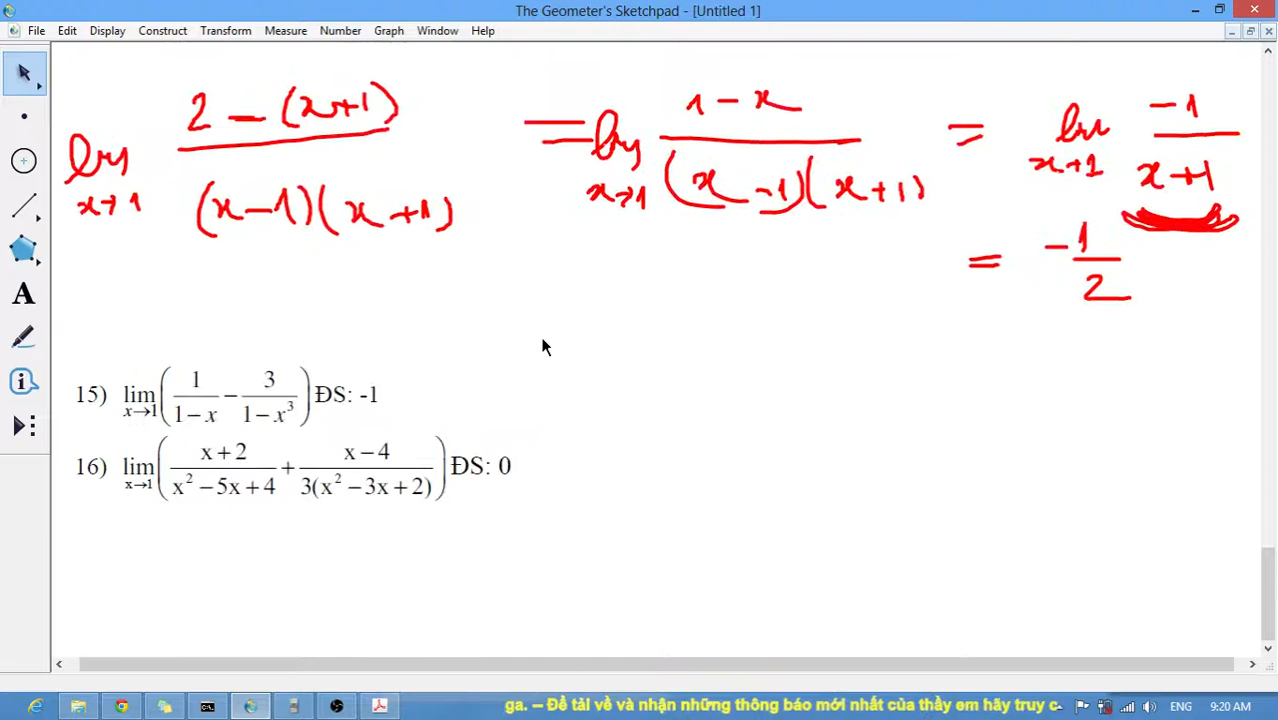 The Geometer's Sketchpad - [Untitled 1]
File Edit Display Construct Transform Measure Number Graph Window Help
lim x→1 (2 - (x+1)) / ((x-1)(x+1)) = lim x→1 (1 - x) / ((x-1)(x+1)) = lim x→1 -1 / (x+1)
= -1/2
15) lim x→1 (1/(1-x) - 3/(1-x³)) ĐS: -1
16) lim x→1 ((x+2)/(x² - 5x + 4) + (x-4)/(3(x² - 3x + 2))) ĐS: 0
ga. -- Để tải về và nhận những thông báo mới nhất của thầy em hãy truy c
ENG 9:20 AM